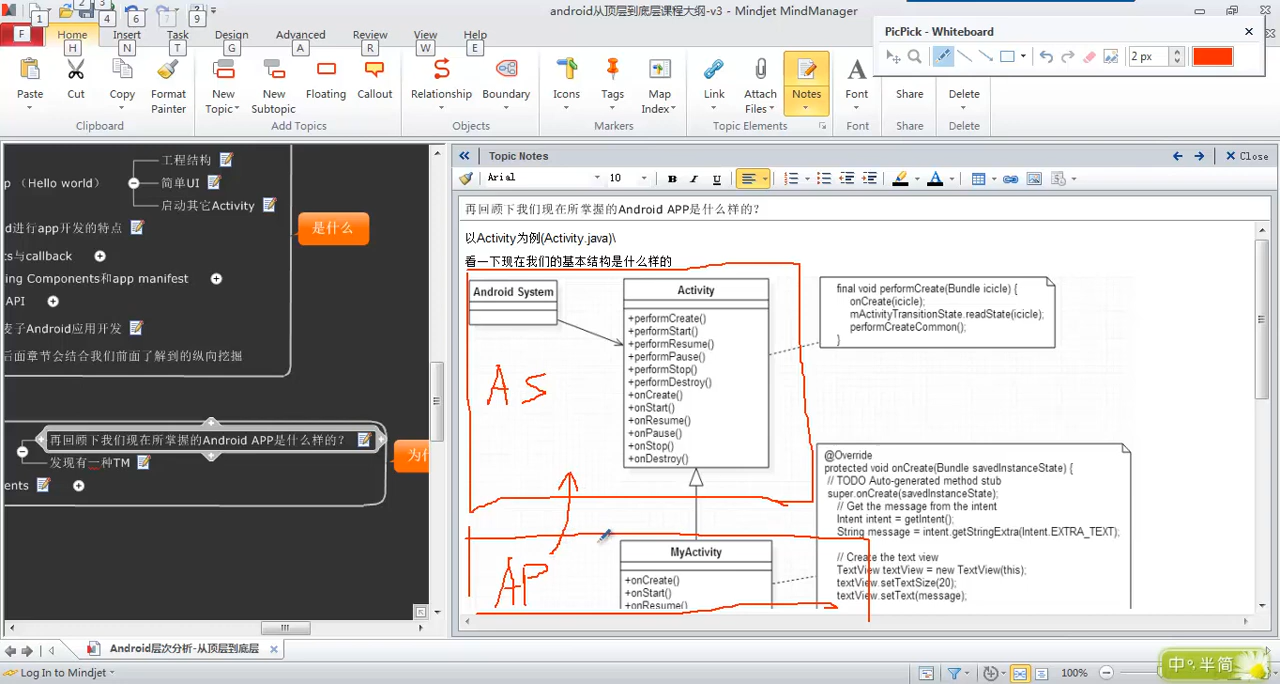 android从顶层到底层课程大纲-v3 - Mindjet MindManager
1 2 3 4 6 7 9
F Home Insert Task Design Advanced Review View Help
H N T G A R W E
PicPick - Whiteboard
2 px
Paste Cut Copy Format Painter
New Topic New Subtopic Floating Callout
Relationship Boundary
Icons Tags Map Index
Link Attach Files Notes
Font Share Delete
Clipboard Add Topics Objects Markers Topic Elements Font Share Delete
工程结构
p （Hello world） 简单UI
启动其它Activity
是什么
d进行app开发的特点
ts与callback
ing Components和app manifest
API
麦子Android应用开发
后面章节会结合我们前面了解到的纵向挖掘
再回顾下我们现在所掌握的Android APP是什么样的？
发现有一种TM
ents
Topic Notes
Close
Arial 10 B I U A
再回顾下我们现在所掌握的Android APP是什么样的？
以Activity为例(Activity.java)\
看一下现在我们的基本结构是什么样的
Android System
Activity
+performCreate()
+performStart()
+performResume()
+performPause()
+performStop()
+performDestroy()
+onCreate()
+onStart()
+onResume()
+onPause()
+onStop()
+onDestroy()
final void performCreate(Bundle icicle) {
onCreate(icicle);
mActivityTransitionState.readState(icicle);
performCreateCommon();
}
AS
@Override
protected void onCreate(Bundle savedInstanceState) {
// TODO Auto-generated method stub
super.onCreate(savedInstanceState);
// Get the message from the intent
Intent intent = getIntent();
String message = intent.getStringExtra(Intent.EXTRA_TEXT);
// Create the text view
TextView textView = new TextView(this);
textView.setTextSize(20);
textView.setText(message);
AP
MyActivity
+onCreate()
+onStart()
+onResume()
Android层次分析-从顶层到底层
Log In to Mindjet
100%
中°,半简